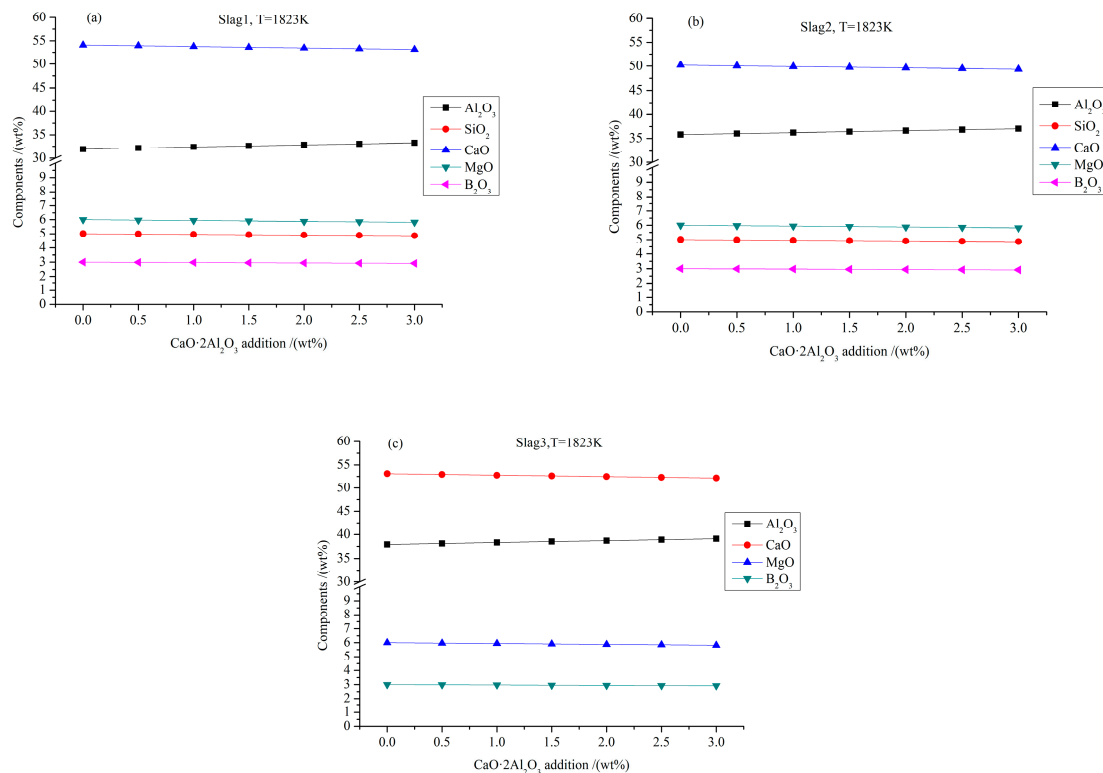 (a)
Slag1, T=1823K
60
55
50
45
40
35
30
9
8
7
6
5
4
3
2
1
0
Components /(wt%)
0.0 0.5 1.0 1.5 2.0 2.5 3.0
CaO·2Al₂O₃ addition /(wt%)
Al₂O₃
SiO₂
CaO
MgO
B₂O₃
(b)
Slag2, T=1823K
60
55
50
45
40
35
30
9
8
7
6
5
4
3
2
1
0
Components /(wt%)
0.0 0.5 1.0 1.5 2.0 2.5 3.0
CaO·2Al₂O₃ addition /(wt%)
Al₂O₃
SiO₂
CaO
MgO
B₂O₃
(c)
Slag3,T=1823K
60
55
50
45
40
35
30
9
8
7
6
5
4
3
2
1
0
Components /(wt%)
0.0 0.5 1.0 1.5 2.0 2.5 3.0
CaO·2Al₂O₃ addition /(wt%)
Al₂O₃
CaO
MgO
B₂O₃